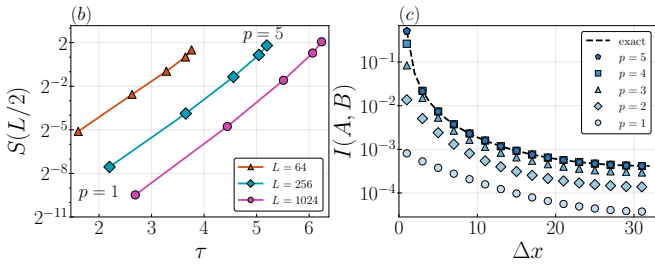 (b)
S(L/2)
2
2^{-2}
2^{-5}
2^{-8}
2^{-11}
p = 5
p = 1
L = 64
L = 256
L = 1024
2
3
4
5
6
τ
(c)
I(A, B)
10^{-1}
10^{-2}
10^{-3}
10^{-4}
exact
p = 5
p = 4
p = 3
p = 2
p = 1
0
10
20
30
Δx